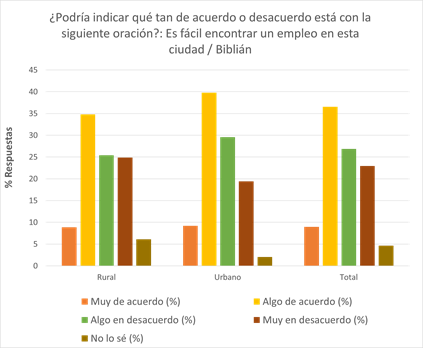 ¿Podría indicar qué tan de acuerdo o desacuerdo está con la
siguiente oración?: Es fácil encontrar un empleo en esta
ciudad / Biblián
45
40
35
30
25
20
15
10
5
0
% Respuestas
Rural
Urbano
Total
Muy de acuerdo (%)
Algo de acuerdo (%)
Algo en desacuerdo (%)
Muy en desacuerdo (%)
No lo sé (%)